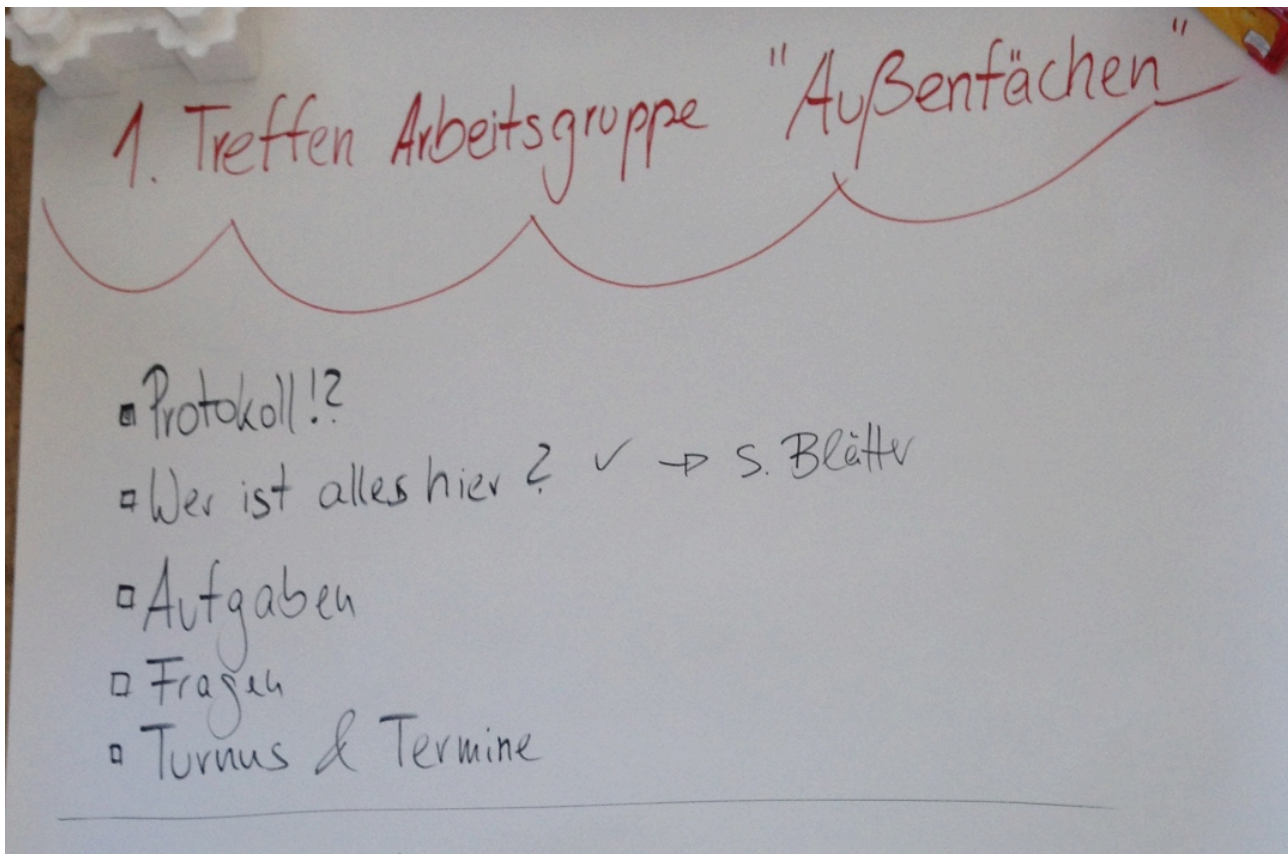 1. Treffen Arbeitsgruppe "Außenfächen"
Protokoll!?
Wer ist alles hier? ✓ → s. Blätter
Aufgaben
Fragen
Turnus & Termine